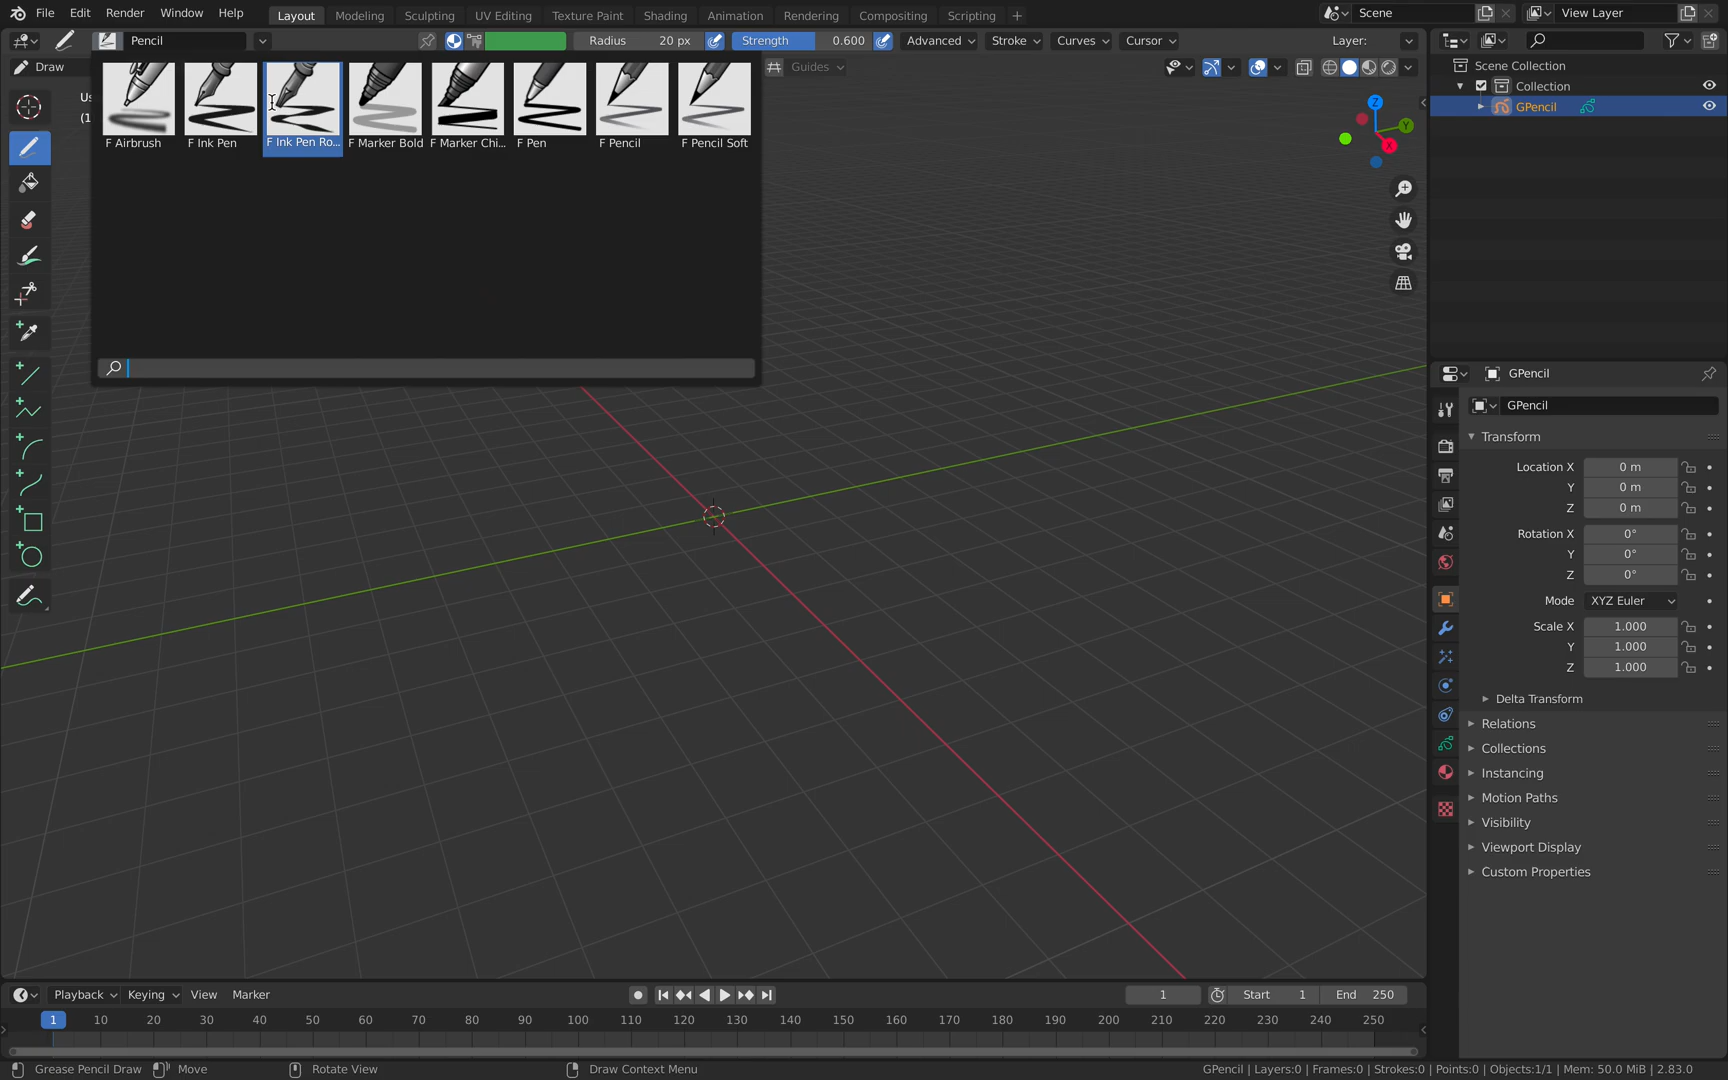 File Edit Render Window Help Layout Modeling Sculpting UV Editing Texture Paint Shading Animation Rendering Compositing Scripting + Scene View Layer
Pencil Radius 20 px Strength 0.600 Advanced Stroke Curves Cursor Layer:
Draw Guides
Scene Collection
Collection
GPencil
F Airbrush F Ink Pen F Ink Pen Ro... F Marker Bold F Marker Chi... F Pen F Pencil F Pencil Soft
Z
Y
X
GPencil
GPencil
Transform
Location X 0 m
Y 0 m
Z 0 m
Rotation X 0°
Y 0°
Z 0°
Mode XYZ Euler
Scale X 1.000
Y 1.000
Z 1.000
Delta Transform
Relations
Collections
Instancing
Motion Paths
Visibility
Viewport Display
Custom Properties
Playback Keying View Marker 1 Start 1 End 250
1 10 20 30 40 50 60 70 80 90 100 110 120 130 140 150 160 170 180 190 200 210 220 230 240 250
Grease Pencil Draw Move Rotate View Draw Context Menu GPencil | Layers:0 | Frames:0 | Strokes:0 | Points:0 | Objects:1/1 | Mem: 50.0 MiB | 2.83.0